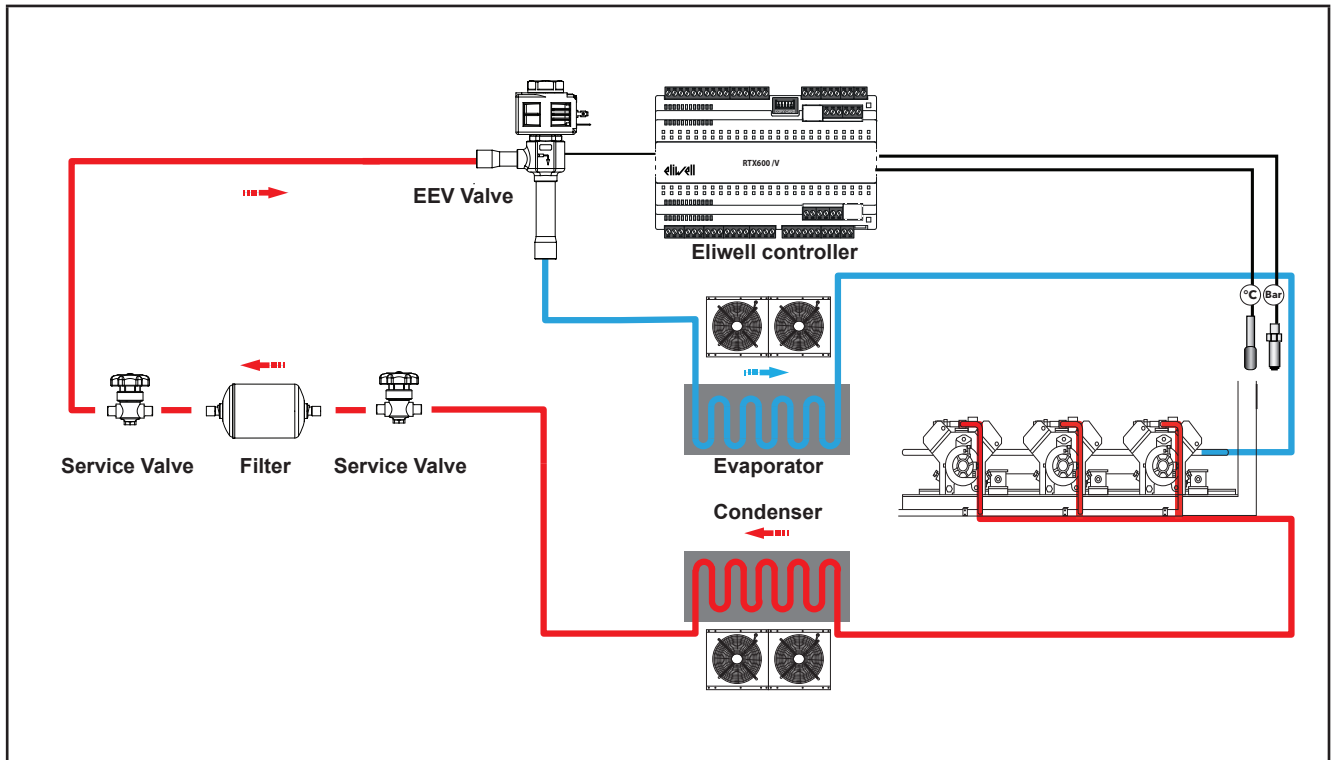 RTX600 /V
eliwell
EEV Valve
Eliwell controller
°C
Bar
Service Valve
Filter
Service Valve
Evaporator
Condenser